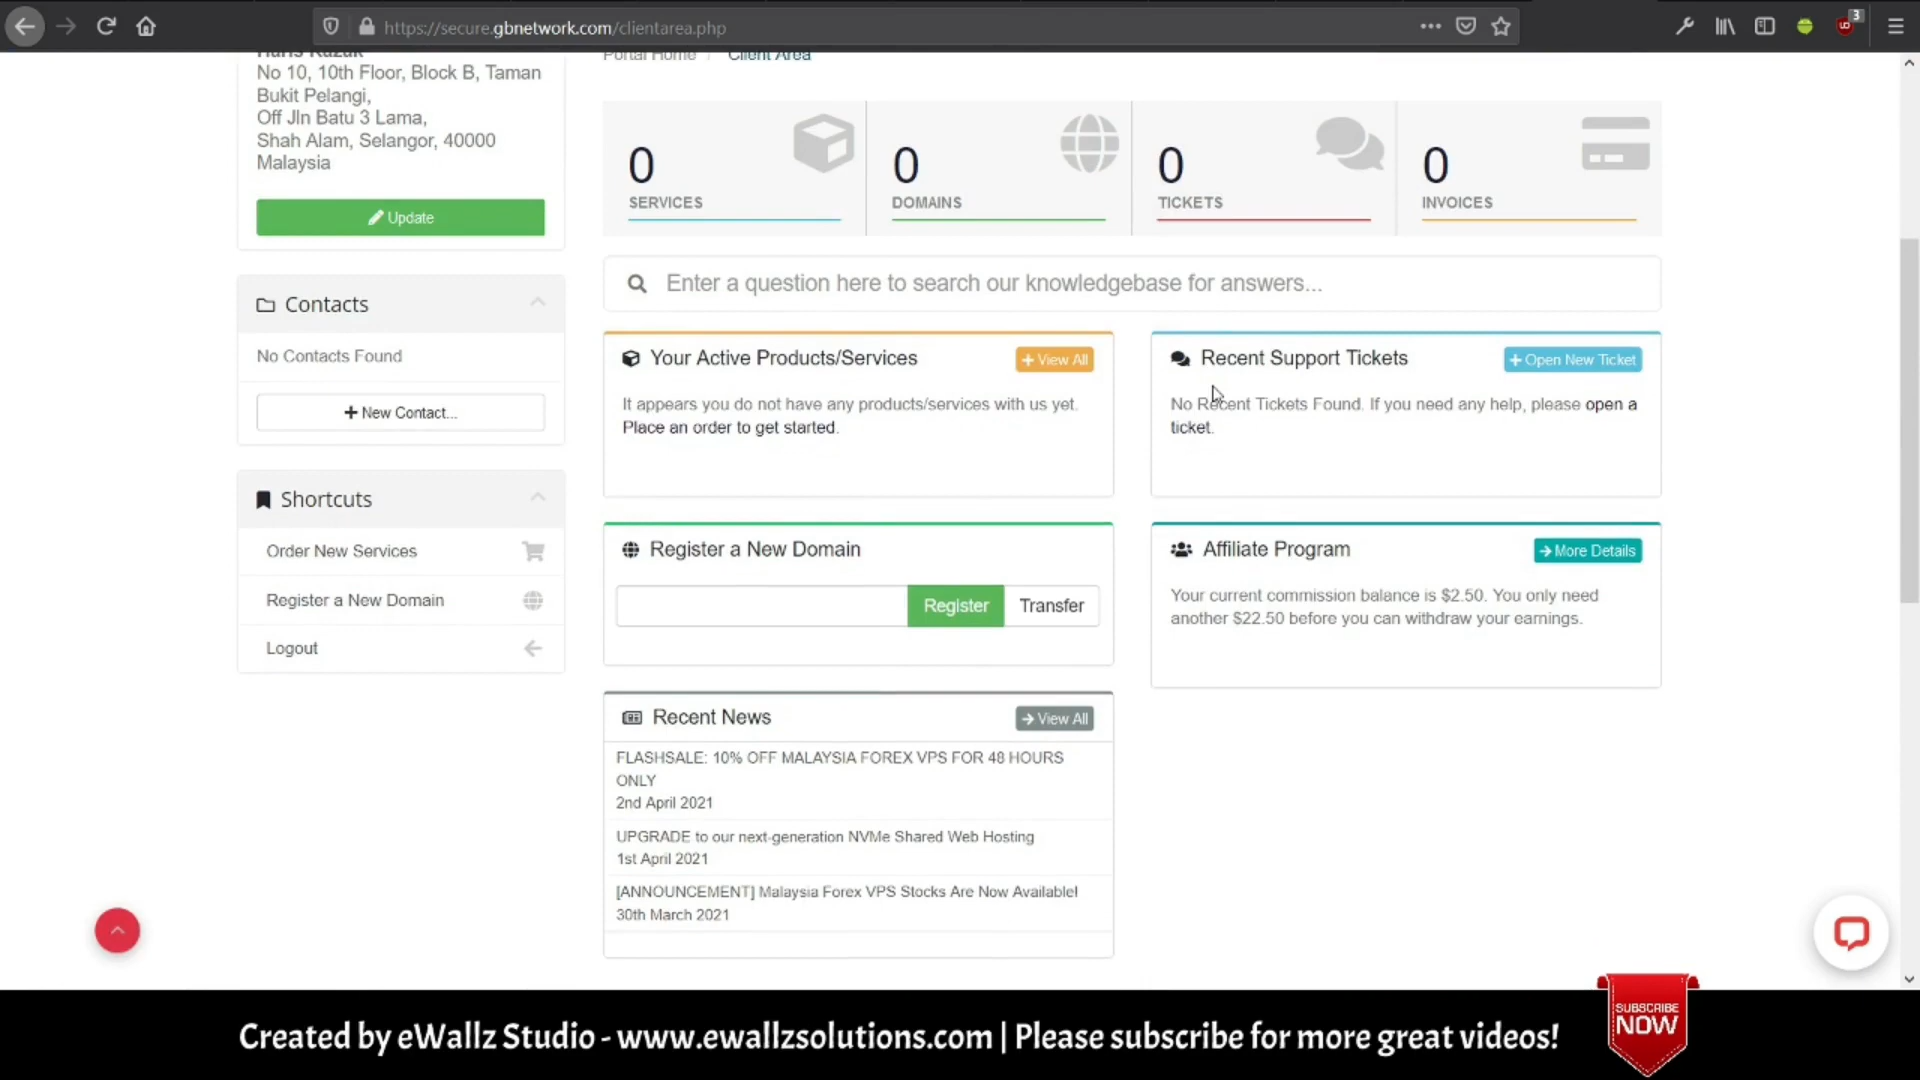 https://secure.gbnetwork.com/clientarea.php
3
Haris Razak
No 10, 10th Floor, Block B, Taman
Bukit Pelangi,
Off Jln Batu 3 Lama,
Shah Alam, Selangor, 40000
Malaysia
Update
Contacts
No Contacts Found
New Contact...
Shortcuts
Order New Services
Register a New Domain
Logout
Portal Home / Client Area
0
SERVICES
0
DOMAINS
0
TICKETS
0
INVOICES
Enter a question here to search our knowledgebase for answers...
Your Active Products/Services
View All
It appears you do not have any products/services with us yet.
Place an order to get started.
Recent Support Tickets
Open New Ticket
No Recent Tickets Found. If you need any help, please open a
ticket.
Register a New Domain
Register
Transfer
Affiliate Program
More Details
Your current commission balance is $2.50. You only need
another $22.50 before you can withdraw your earnings.
Recent News
View All
FLASHSALE: 10% OFF MALAYSIA FOREX VPS FOR 48 HOURS
ONLY
2nd April 2021
UPGRADE to our next-generation NVMe Shared Web Hosting
1st April 2021
[ANNOUNCEMENT] Malaysia Forex VPS Stocks Are Now Available!
30th March 2021
Created by eWallz Studio - www.ewallzsolutions.com | Please subscribe for more great videos!
SUBSCRIBE
NOW